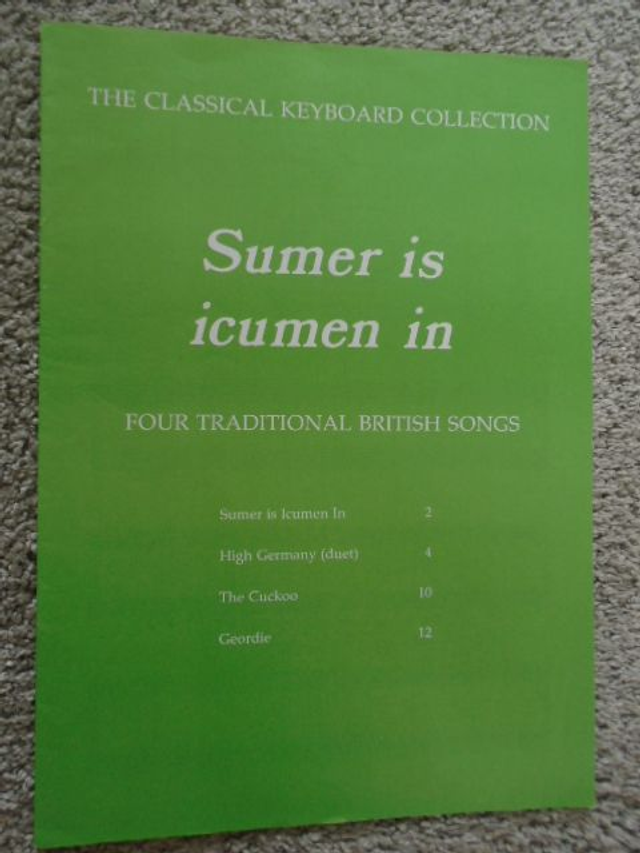 THE CLASSICAL KEYBOARD COLLECTION
Sumer is
icumen in
FOUR TRADITIONAL BRITISH SONGS
Sumer is Icumen In 2
High Germany (duet) 4
The Cuckoo 10
Geordie 12